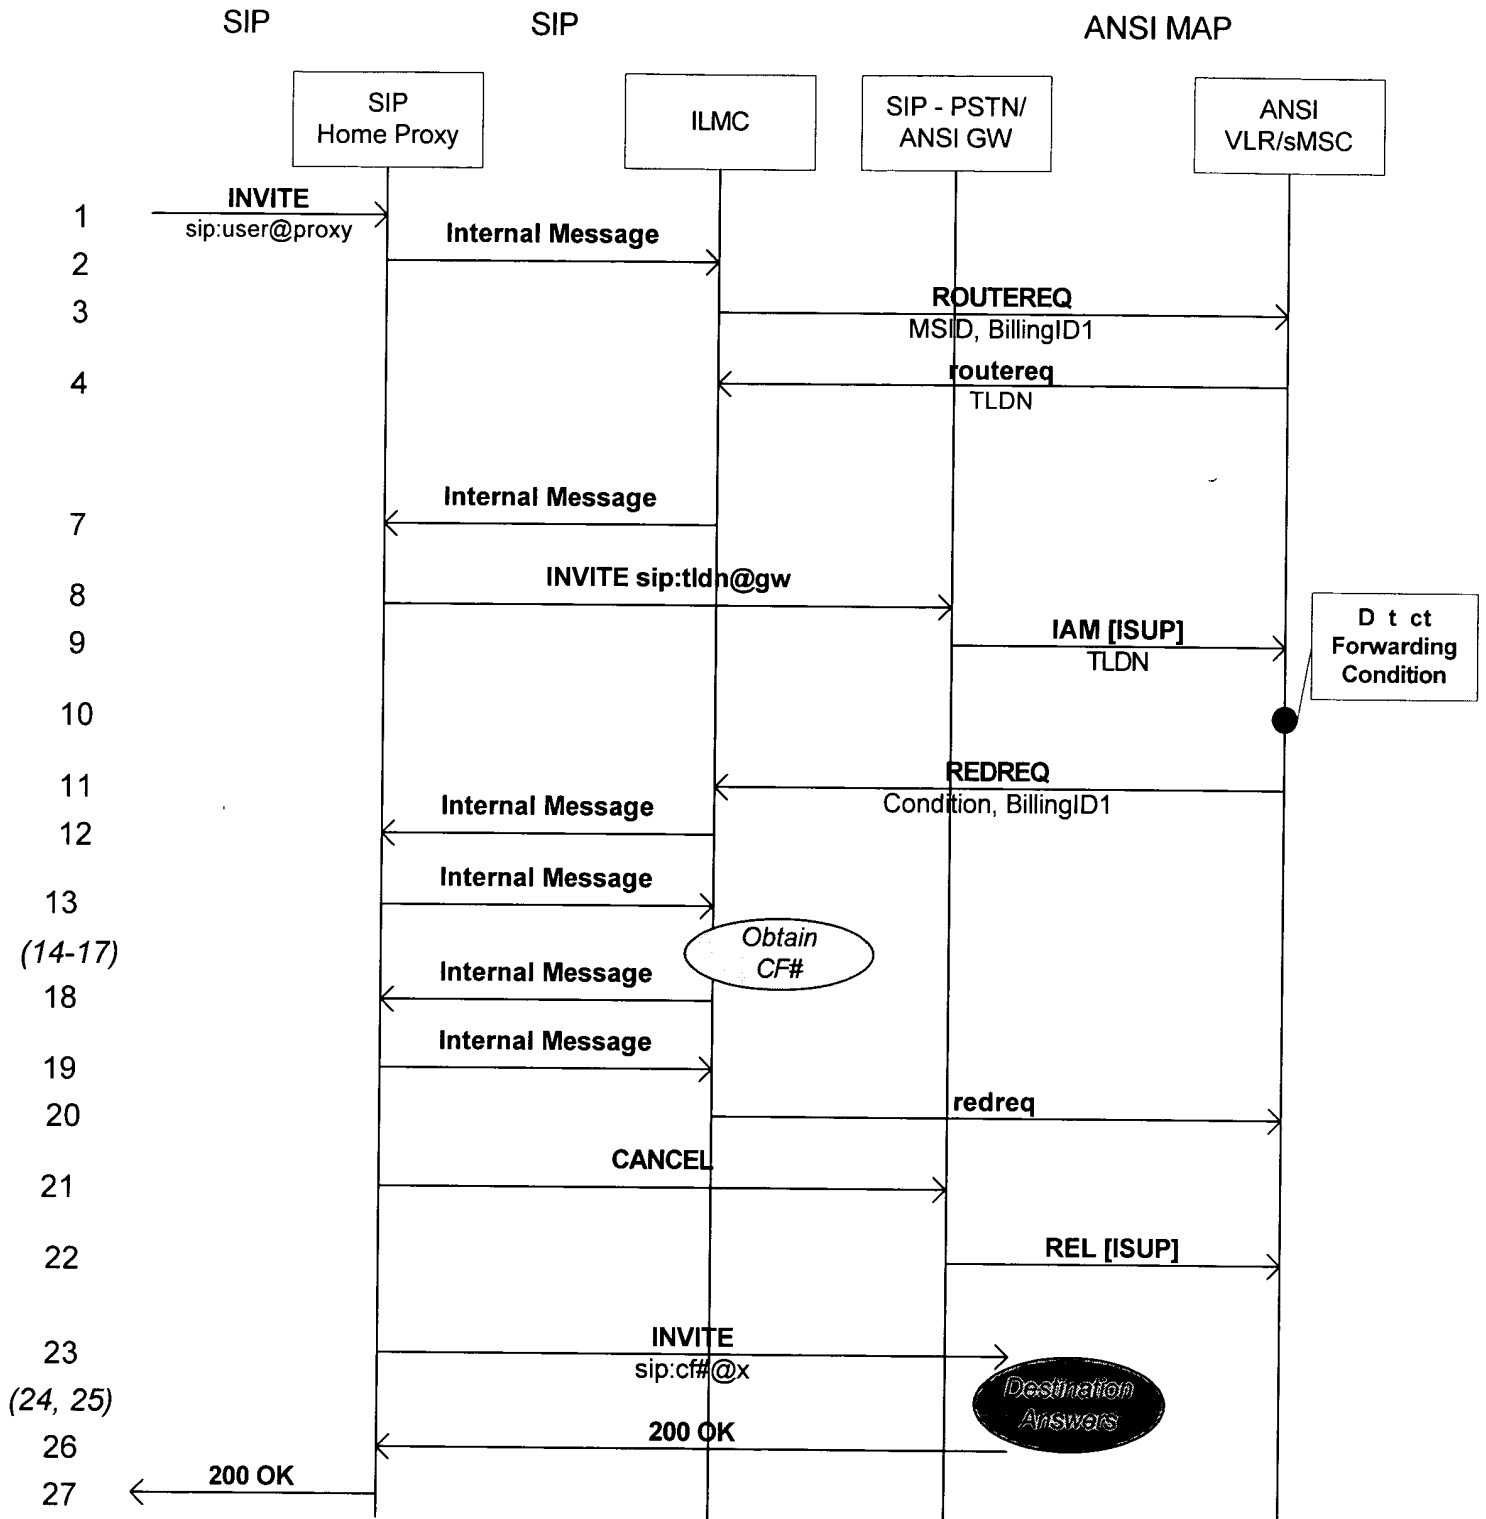 SIP
SIP
ANSI MAP
SIP
Home Proxy
ILMC
SIP - PSTN/
ANSI GW
ANSI
VLR/sMSC
1
INVITE
sip:user@proxy
2
Internal Message
3
ROUTEREQ
MSID, BillingID1
4
routereq
TLDN
7
Internal Message
8
INVITE sip:tldn@gw
9
IAM [ISUP]
TLDN
D t ct
Forwarding
Condition
10
11
REDREQ
Condition, BillingID1
12
Internal Message
13
Internal Message
(14-17)
Obtain
CF#
18
Internal Message
19
Internal Message
20
redreq
21
CANCEL
22
REL [ISUP]
23
INVITE
sip:cf#@x
(24, 25)
Destination
Answers
26
200 OK
27
200 OK